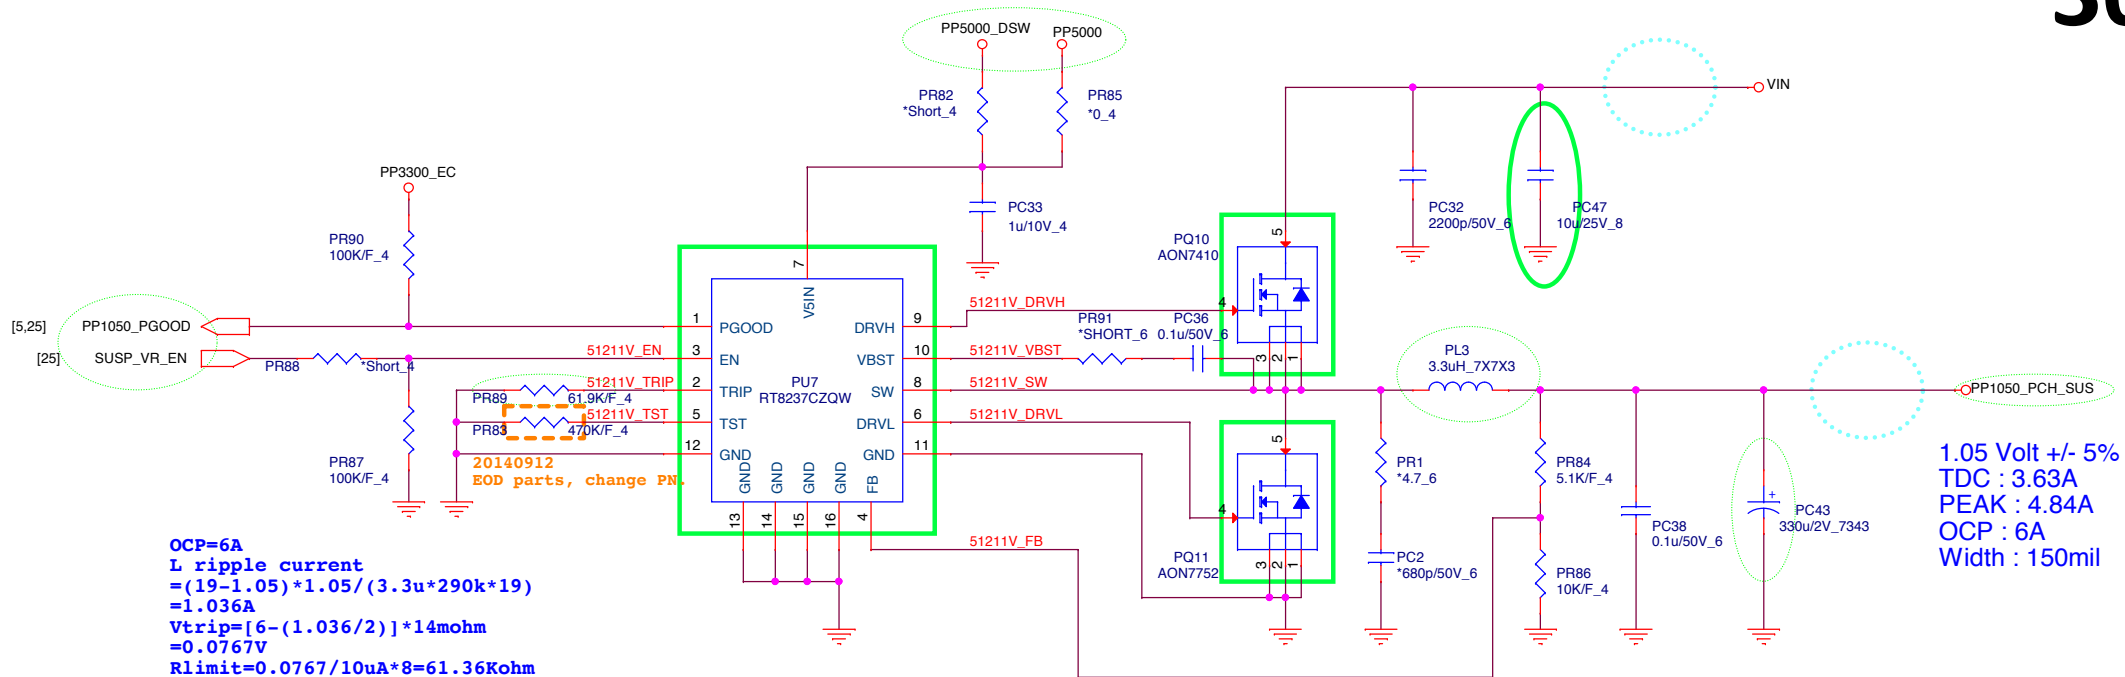 PP5000_DSW
PP5000
PR82
*Short_4
PR85
*0_4
VIN
PP3300_EC
PC33
1u/10V_4
PC32
2200p/50V_6
PC47
10u/25V_8
PR90
100K/F_4
PQ10
AON7410
5
4
3
2
1
7
V5IN
[5,25]
PP1050_PGOOD
[25]
SUSP_VR_EN
PR88
*Short_4
51211V_EN
PR89
61.9K/F_4
51211V_TRIP
PR83
470K/F_4
51211V_TST
20140912
EOD parts, change PN.
PR87
100K/F_4
1
PGOOD
3
EN
2
TRIP
5
TST
12
GND
PU7
RT8237CZQW
DRVH
9
VBST
10
SW
8
DRVL
6
GND
11
GND
GND
GND
GND
FB
13
14
15
16
4
51211V_DRVH
PR91
*SHORT_6
PC36
0.1u/50V_6
51211V_VBST
51211V_SW
51211V_DRVL
51211V_FB
PQ11
AON7752
5
4
3
2
1
PL3
3.3uH_7X7X3
PP1050_PCH_SUS
PR1
*4.7_6
PC2
*680p/50V_6
PR84
5.1K/F_4
PR86
10K/F_4
PC38
0.1u/50V_6
+
PC43
330u/2V_7343
1.05 Volt +/- 5%
TDC : 3.63A
PEAK : 4.84A
OCP : 6A
Width : 150mil
OCP=6A
L ripple current
=(19-1.05)*1.05/(3.3u*290k*19)
=1.036A
Vtrip=[6-(1.036/2)]*14mohm
=0.0767V
Rlimit=0.0767/10uA*8=61.36Kohm